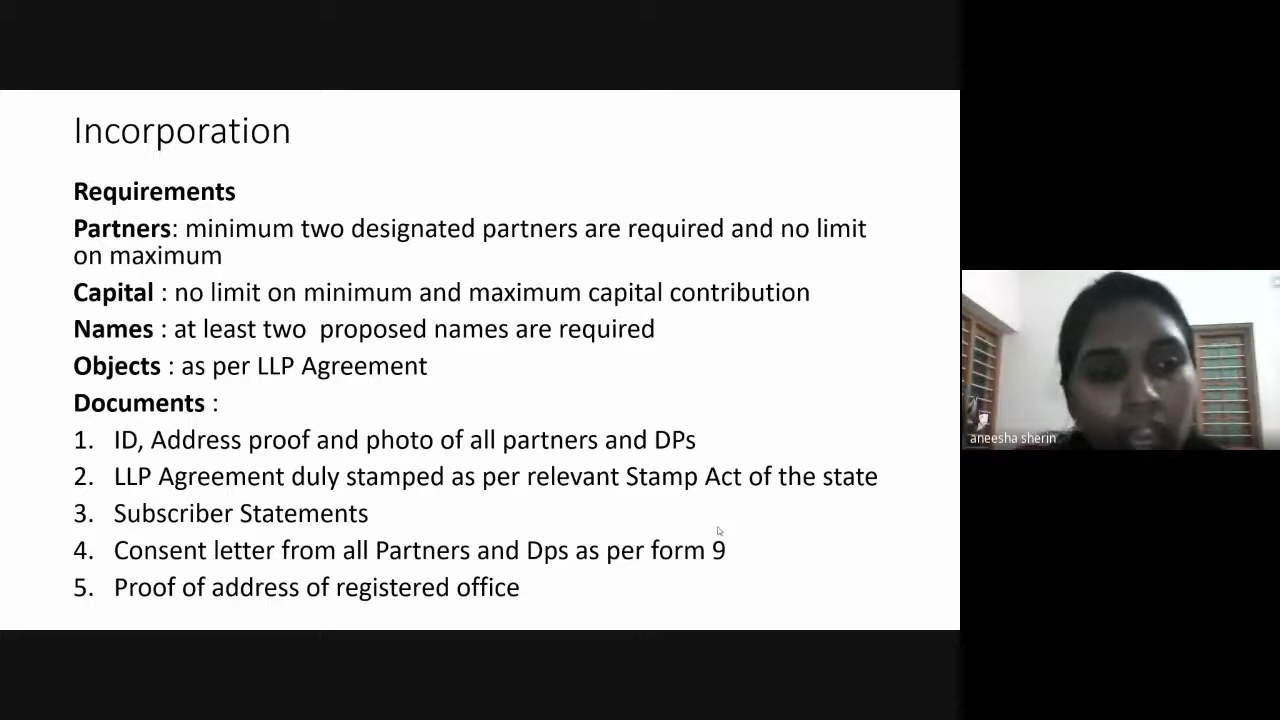 Incorporation
Requirements
Partners: minimum two designated partners are required and no limit
on maximum
Capital : no limit on minimum and maximum capital contribution
Names : at least two  proposed names are required
Objects : as per LLP Agreement
Documents :
1. ID, Address proof and photo of all partners and DPs
2. LLP Agreement duly stamped as per relevant Stamp Act of the state
3. Subscriber Statements
4. Consent letter from all Partners and Dps as per form 9
5. Proof of address of registered office
aneesha sherin